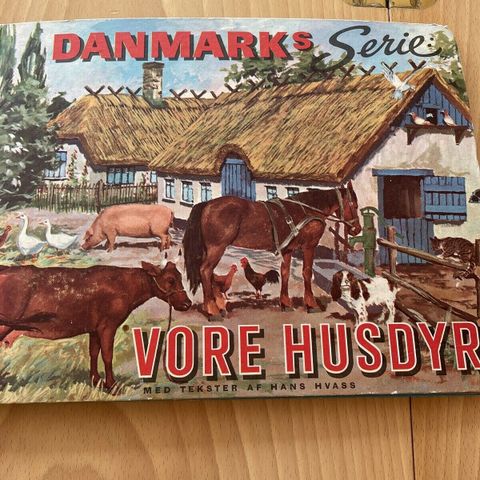 DANMARKS Serie:
VORE HUSDYR
MED TEKSTER AF HANS HVASS